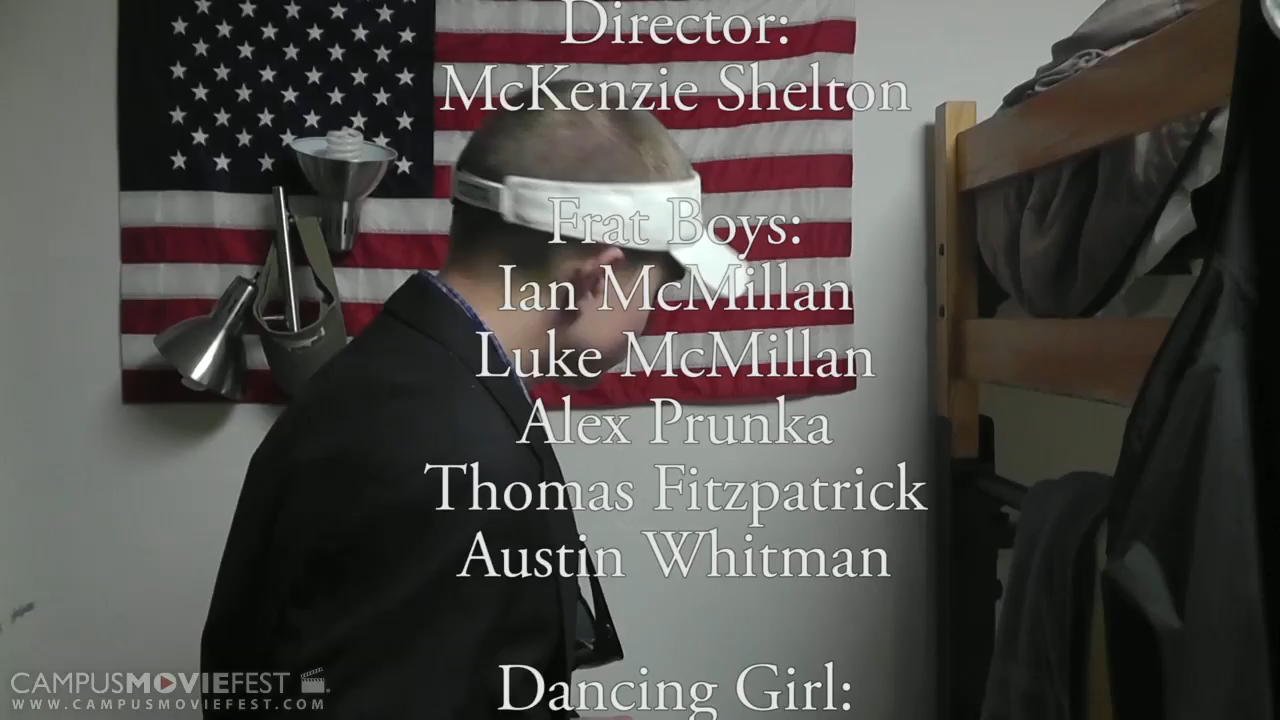 Director:
McKenzie Shelton
Frat Boys:
Ian McMillan
Luke McMillan
Alex Prunka
Thomas Fitzpatrick
Austin Whitman
Dancing Girl:
CAMPUSMOVIEFEST
WWW.CAMPUSMOVIEFEST.COM